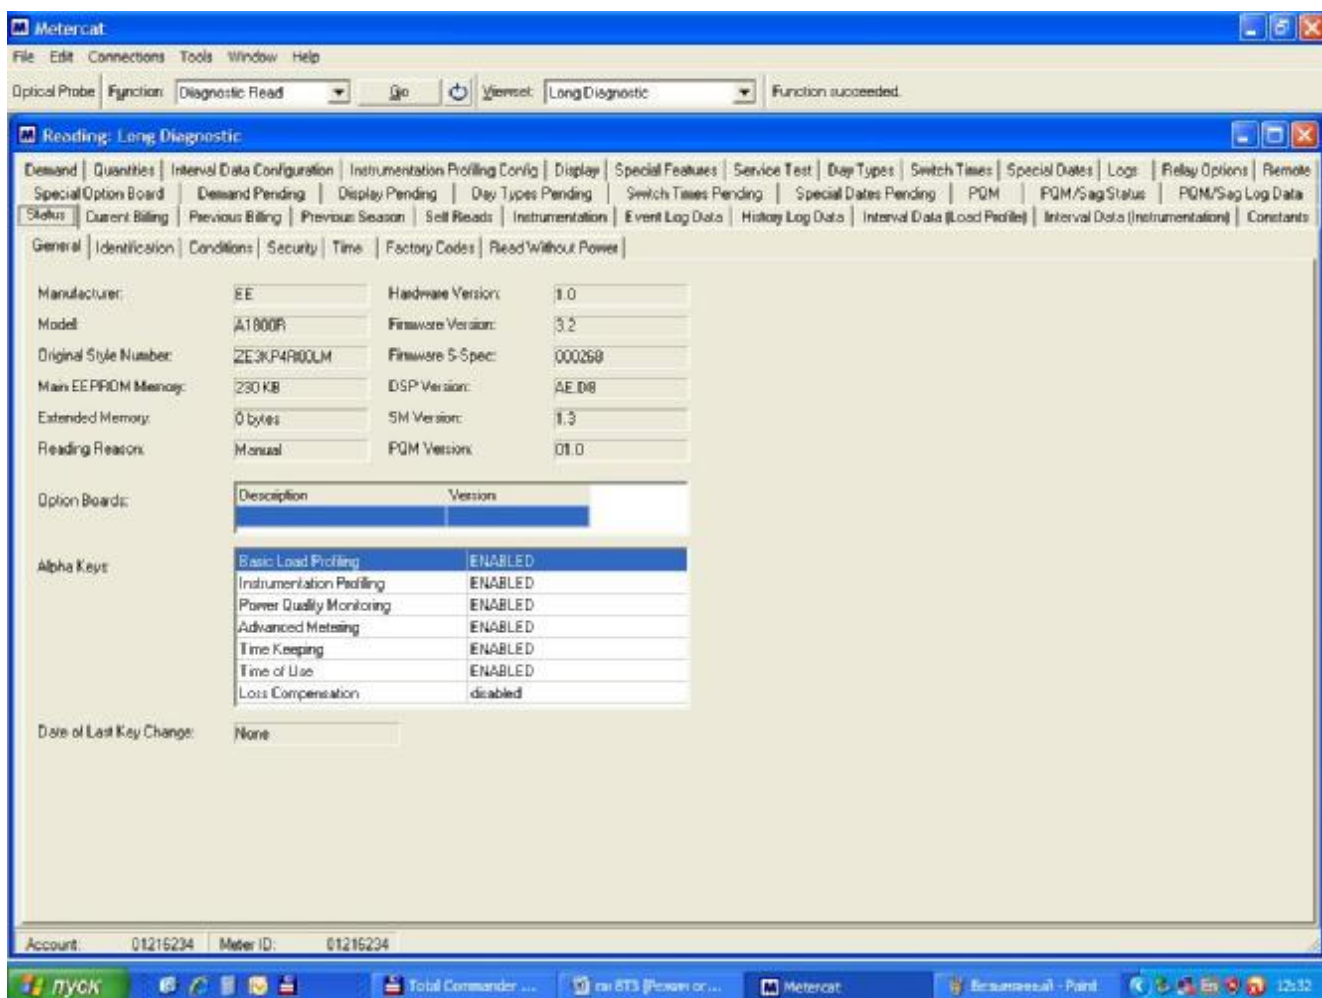 Metercat
File Edit Connections Tools Window Help
Optical Probe Function: Diagnostic Read Go Viewset: Long Diagnostic Function succeeded.
Reading: Long Diagnostic
Demand Quantities Interval Data Configuration Instrumentation Profiling Config Display Special Features Service Test Day Types Switch Times Special Dates Logs Relay Options Remote
Special Option Board Demand Pending Display Pending Day Types Pending Switch Times Pending Special Dates Pending PQM PQM/Sag Status PQM/Sag Log Data
Status Current Billing Previous Billing Previous Season Self Reads Instrumentation Event Log Data History Log Data Interval Data (Load Profile) Interval Data (Instrumentation) Constants
General Identification Conditions Security Time Factory Codes Read Without Power
Manufacturer: EE Hardware Version: 1.0
Model: A1800R Firmware Version: 3.2
Original Style Number: Firmware S-Spec: 000268
Main EEPROM Memory: 230 KB DSP Version:
Extended Memory: 0 bytes SM Version: 1.3
Reading Reason: Manual PQM Version: 01.0
Option Boards: Description Version
Alpha Keys: Basic Load Profiling ENABLED
Instrumentation Profiling ENABLED
Power Quality Monitoring ENABLED
Advanced Metering ENABLED
Time Keeping ENABLED
Time of Use ENABLED
Loss Compensation disabled
Date of Last Key Change: None
Account: 01216234 Meter ID: 01216234
пуск Total Commander ... Metercat Безымянный - Paint En 12:32